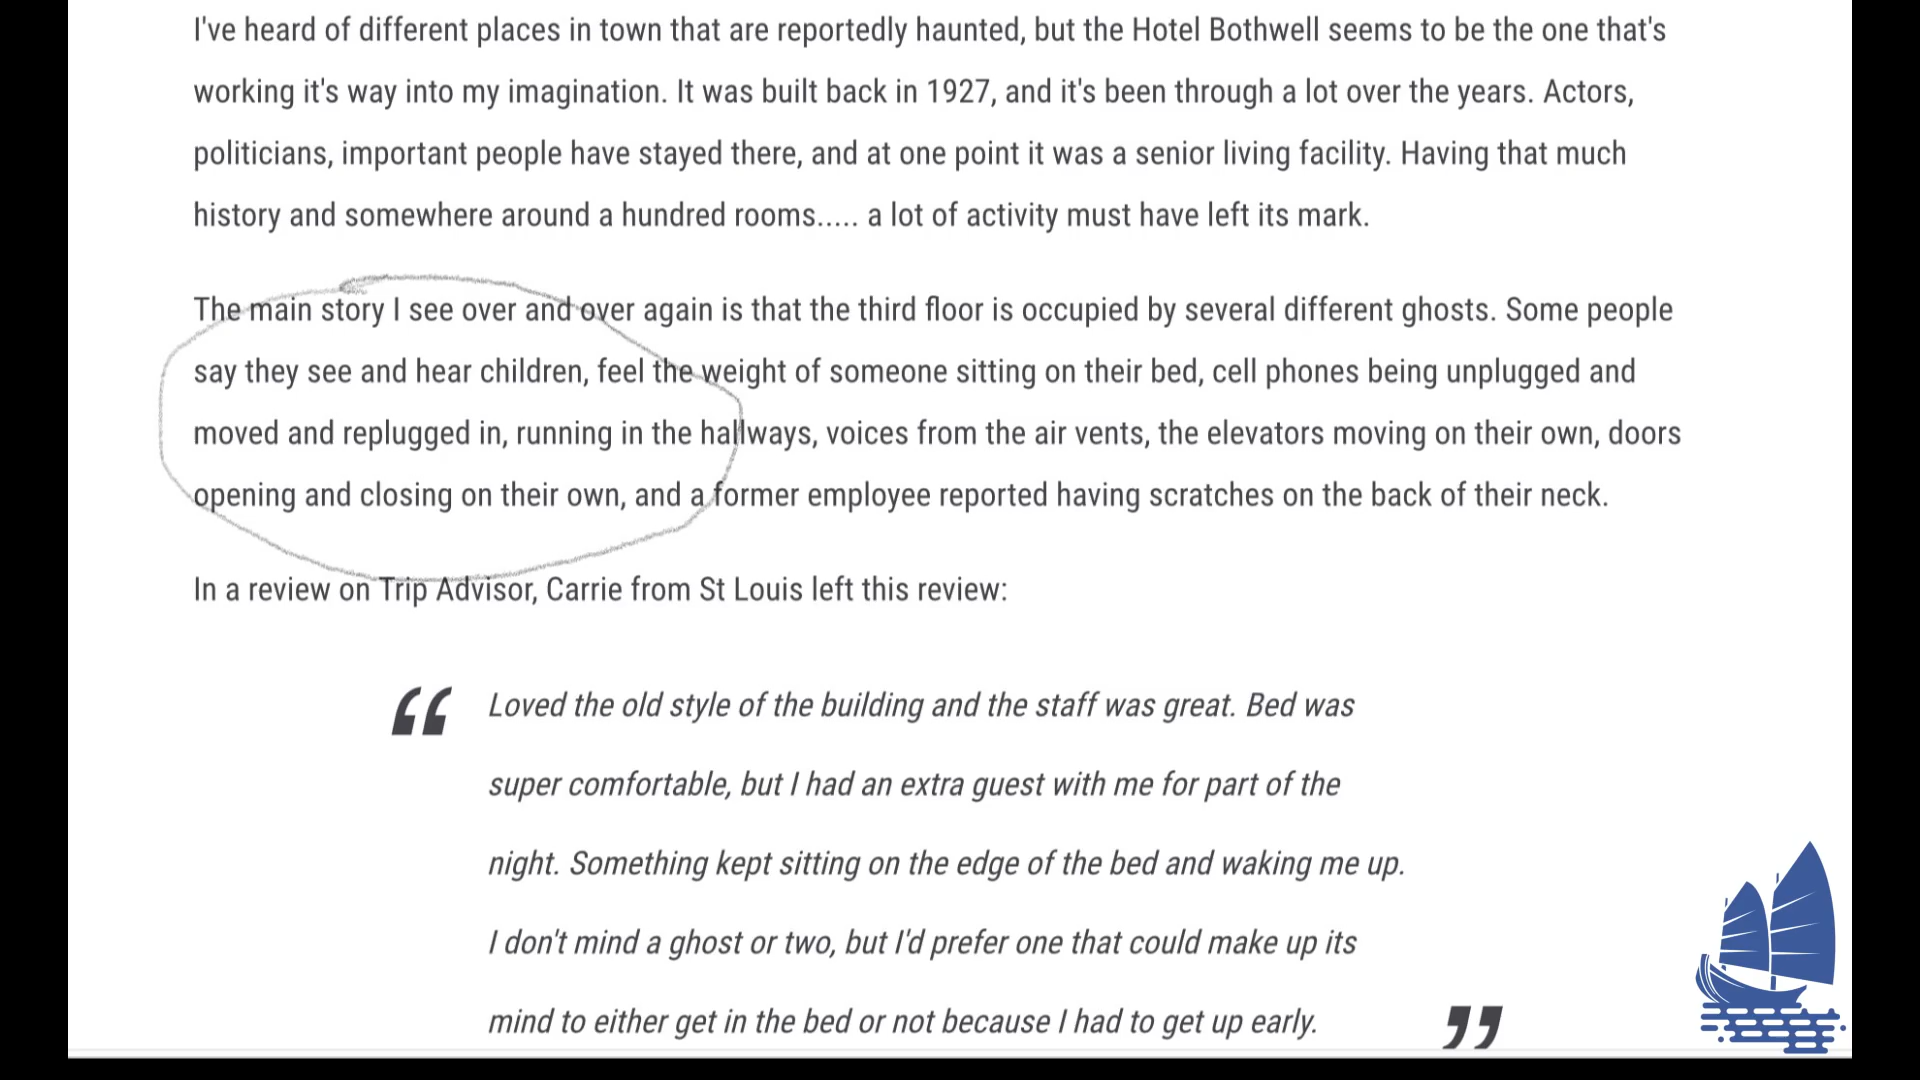 I've heard of different places in town that are reportedly haunted, but the Hotel Bothwell seems to be the one that's
working it's way into my imagination. It was built back in 1927, and it's been through a lot over the years. Actors,
politicians, important people have stayed there, and at one point it was a senior living facility. Having that much
history and somewhere around a hundred rooms..... a lot of activity must have left its mark.
The main story I see over and over again is that the third floor is occupied by several different ghosts. Some people
say they see and hear children, feel the weight of someone sitting on their bed, cell phones being unplugged and
moved and replugged in, running in the hallways, voices from the air vents, the elevators moving on their own, doors
opening and closing on their own, and a former employee reported having scratches on the back of their neck.
In a review on Trip Advisor, Carrie from St Louis left this review:
“ Loved the old style of the building and the staff was great. Bed was
super comfortable, but I had an extra guest with me for part of the
night. Something kept sitting on the edge of the bed and waking me up.
I don't mind a ghost or two, but I'd prefer one that could make up its
mind to either get in the bed or not because I had to get up early. ”